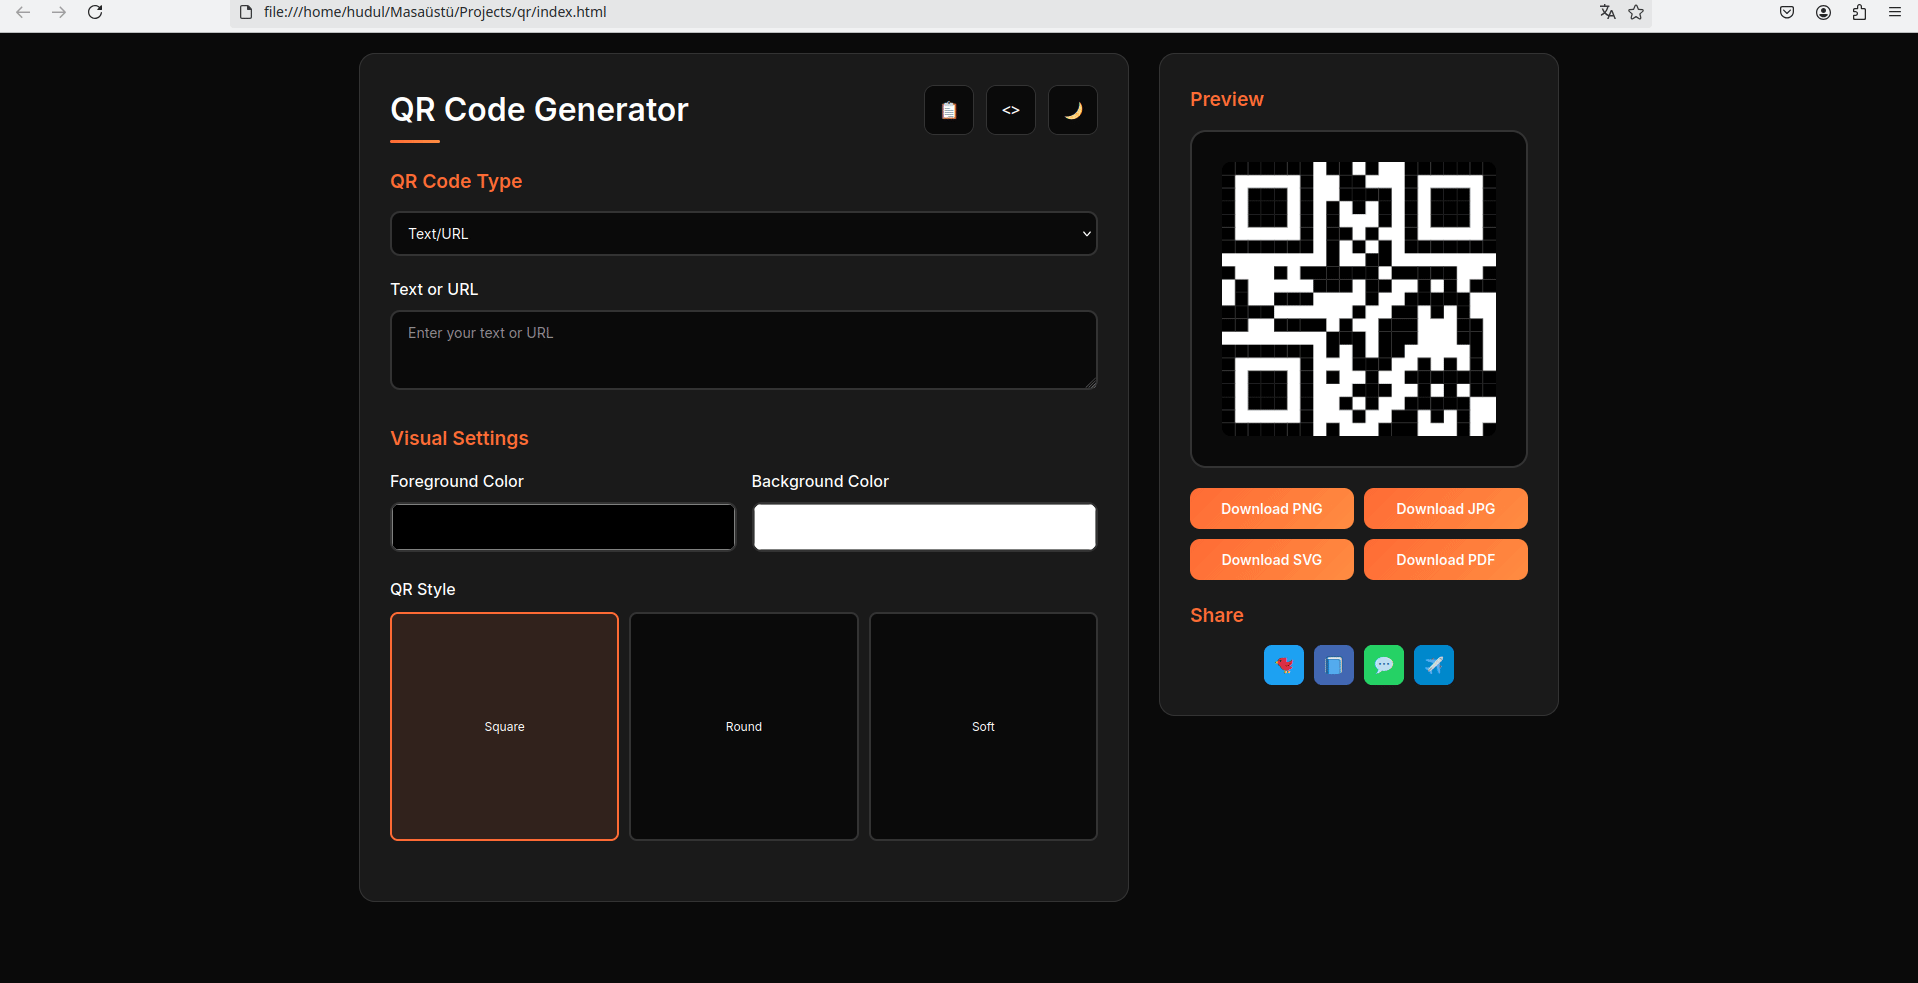 file:///home/hudul/Masaüstü/Projects/qr/index.html
QR Code Generator
<>
QR Code Type
Text/URL
Text or URL
Enter your text or URL
Visual Settings
Foreground Color
Background Color
QR Style
Square
Round
Soft
Preview
Download PNG
Download JPG
Download SVG
Download PDF
Share